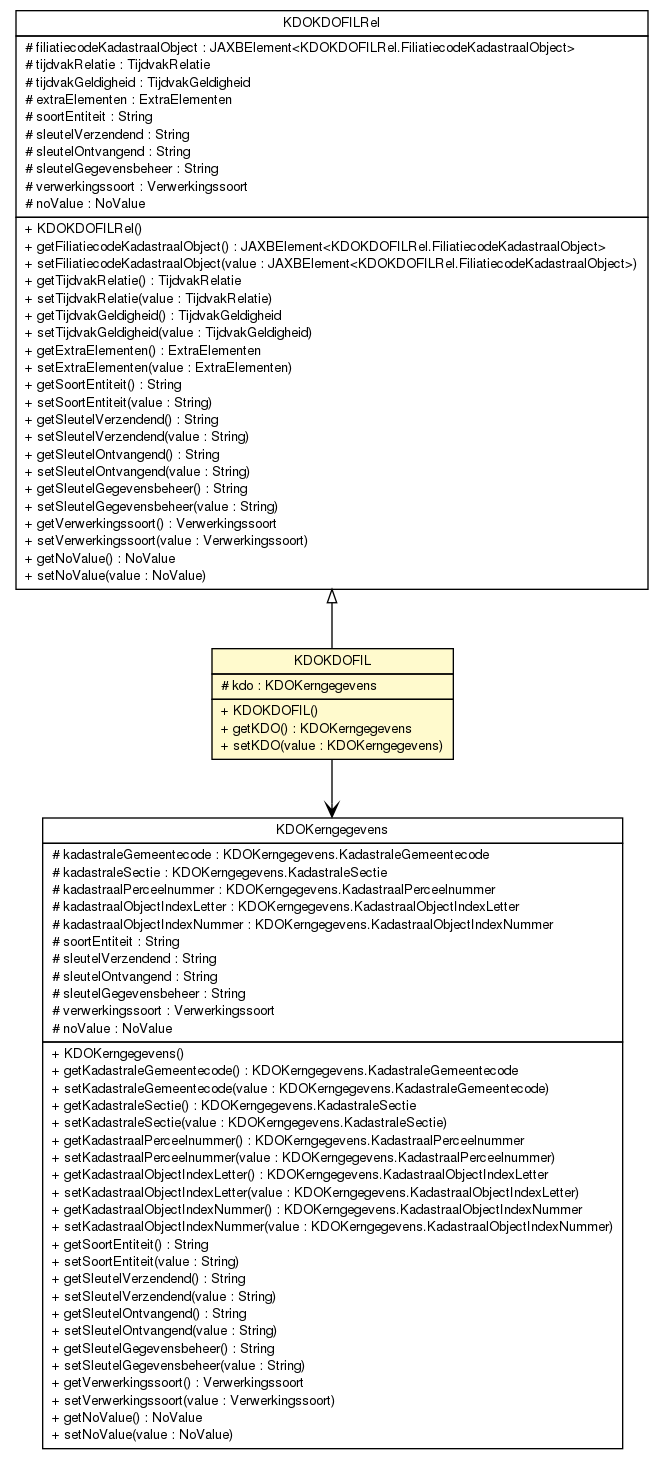 KDOKDOFILRel
# filiatiecodeKadastraalObject : JAXBElement<KDOKDOFILRel.FiliatiecodeKadastraalObject>
# tijdvakRelatie : TijdvakRelatie
# tijdvakGeldigheid : TijdvakGeldigheid
# extraElementen : ExtraElementen
# soortEntiteit : String
# sleutelVerzendend : String
# sleutelOntvangend : String
# sleutelGegevensbeheer : String
# verwerkingssoort : Verwerkingssoort
# noValue : NoValue
+ KDOKDOFILRel()
+ getFiliatiecodeKadastraalObject() : JAXBElement<KDOKDOFILRel.FiliatiecodeKadastraalObject>
+ setFiliatiecodeKadastraalObject(value : JAXBElement<KDOKDOFILRel.FiliatiecodeKadastraalObject>)
+ getTijdvakRelatie() : TijdvakRelatie
+ setTijdvakRelatie(value : TijdvakRelatie)
+ getTijdvakGeldigheid() : TijdvakGeldigheid
+ setTijdvakGeldigheid(value : TijdvakGeldigheid)
+ getExtraElementen() : ExtraElementen
+ setExtraElementen(value : ExtraElementen)
+ getSoortEntiteit() : String
+ setSoortEntiteit(value : String)
+ getSleutelVerzendend() : String
+ setSleutelVerzendend(value : String)
+ getSleutelOntvangend() : String
+ setSleutelOntvangend(value : String)
+ getSleutelGegevensbeheer() : String
+ setSleutelGegevensbeheer(value : String)
+ getVerwerkingssoort() : Verwerkingssoort
+ setVerwerkingssoort(value : Verwerkingssoort)
+ getNoValue() : NoValue
+ setNoValue(value : NoValue)
KDOKDOFIL
# kdo : KDOKerngegevens
+ KDOKDOFIL()
+ getKDO() : KDOKerngegevens
+ setKDO(value : KDOKerngegevens)
KDOKerngegevens
# kadastraleGemeentecode : KDOKerngegevens.KadastraleGemeentecode
# kadastraleSectie : KDOKerngegevens.KadastraleSectie
# kadastraalPerceelnummer : KDOKerngegevens.KadastraalPerceelnummer
# kadastraalObjectIndexLetter : KDOKerngegevens.KadastraalObjectIndexLetter
# kadastraalObjectIndexNummer : KDOKerngegevens.KadastraalObjectIndexNummer
# soortEntiteit : String
# sleutelVerzendend : String
# sleutelOntvangend : String
# sleutelGegevensbeheer : String
# verwerkingssoort : Verwerkingssoort
# noValue : NoValue
+ KDOKerngegevens()
+ getKadastraleGemeentecode() : KDOKerngegevens.KadastraleGemeentecode
+ setKadastraleGemeentecode(value : KDOKerngegevens.KadastraleGemeentecode)
+ getKadastraleSectie() : KDOKerngegevens.KadastraleSectie
+ setKadastraleSectie(value : KDOKerngegevens.KadastraleSectie)
+ getKadastraalPerceelnummer() : KDOKerngegevens.KadastraalPerceelnummer
+ setKadastraalPerceelnummer(value : KDOKerngegevens.KadastraalPerceelnummer)
+ getKadastraalObjectIndexLetter() : KDOKerngegevens.KadastraalObjectIndexLetter
+ setKadastraalObjectIndexLetter(value : KDOKerngegevens.KadastraalObjectIndexLetter)
+ getKadastraalObjectIndexNummer() : KDOKerngegevens.KadastraalObjectIndexNummer
+ setKadastraalObjectIndexNummer(value : KDOKerngegevens.KadastraalObjectIndexNummer)
+ getSoortEntiteit() : String
+ setSoortEntiteit(value : String)
+ getSleutelVerzendend() : String
+ setSleutelVerzendend(value : String)
+ getSleutelOntvangend() : String
+ setSleutelOntvangend(value : String)
+ getSleutelGegevensbeheer() : String
+ setSleutelGegevensbeheer(value : String)
+ getVerwerkingssoort() : Verwerkingssoort
+ setVerwerkingssoort(value : Verwerkingssoort)
+ getNoValue() : NoValue
+ setNoValue(value : NoValue)